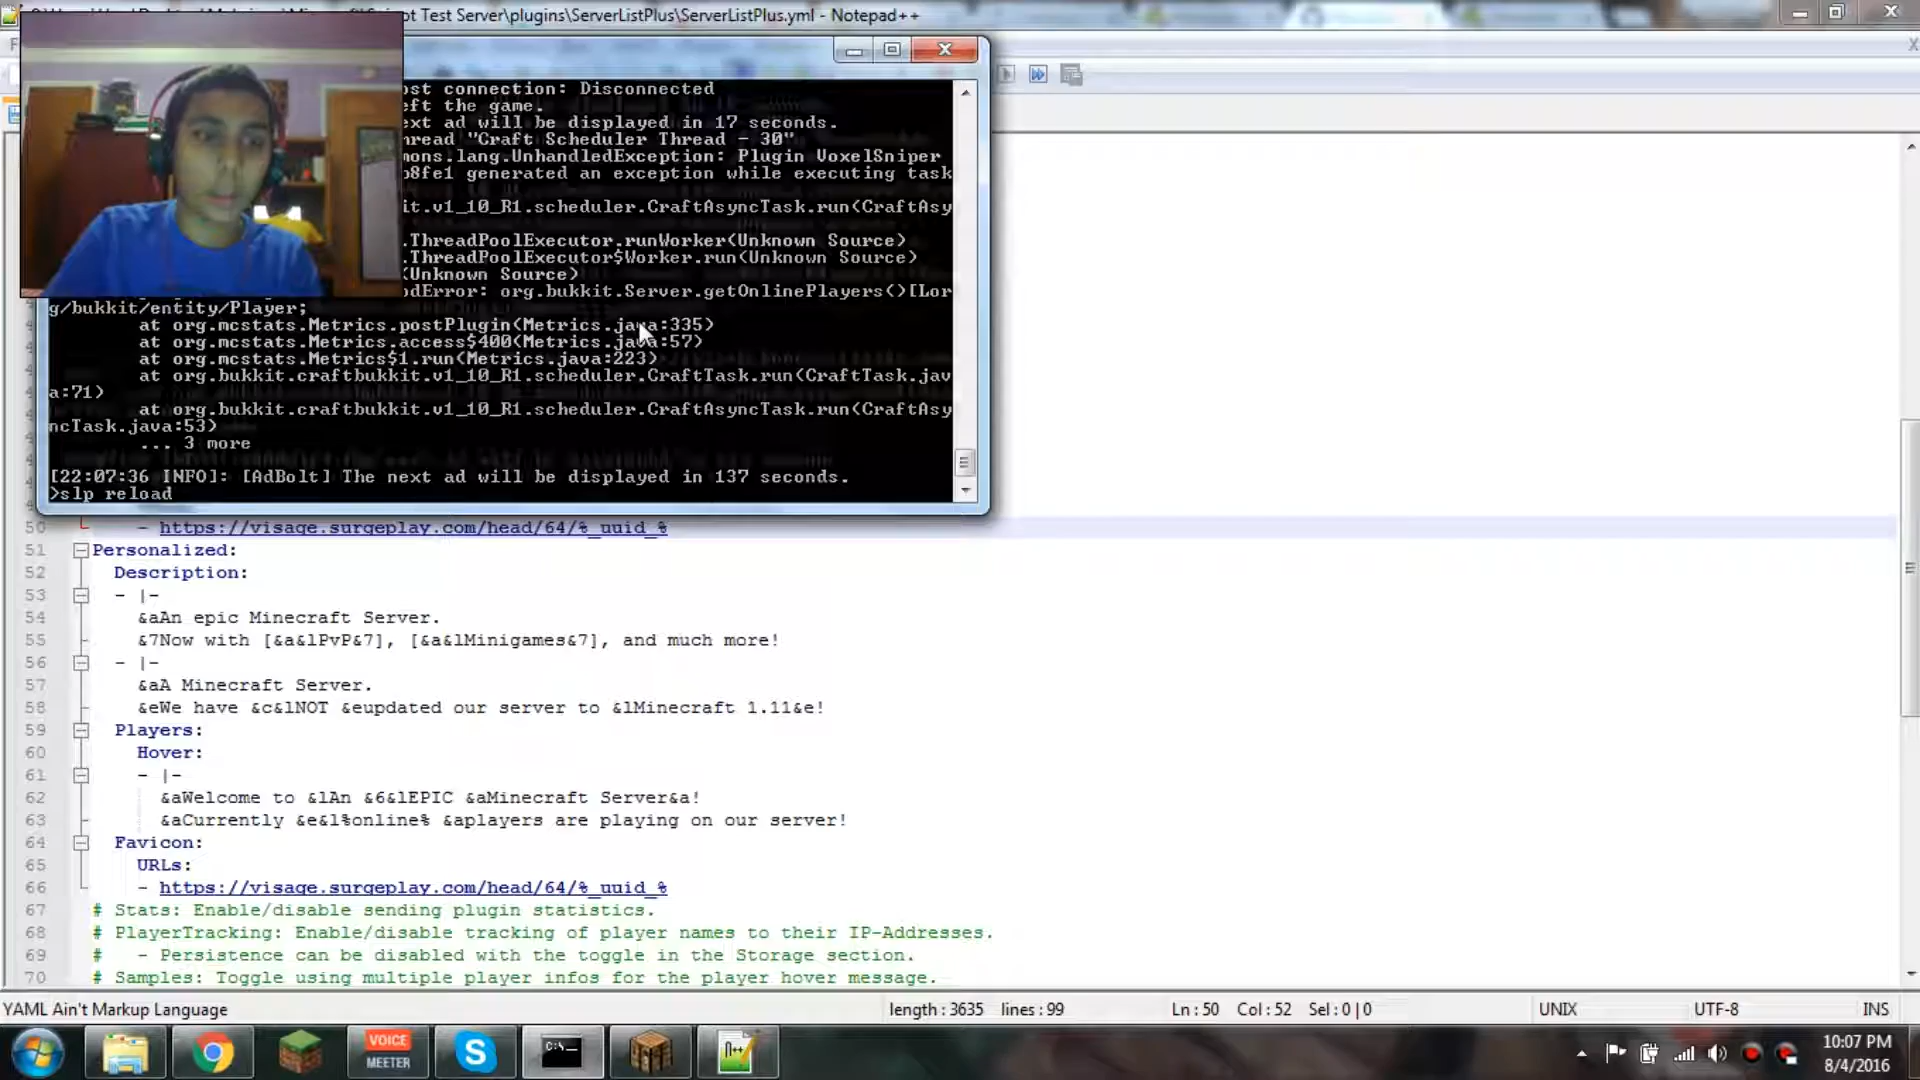 ot Test Server\plugins\ServerListPlus\ServerListPlus.yml - Notepad++
ost connection: Disconnected
eft the game.
ext ad will be displayed in 17 seconds.
hread "Craft Scheduler Thread - 30"
mons.lang.UnhandledException: Plugin VoxelSniper
b8fe1 generated an exception while executing task
it.v1_10_R1.scheduler.CraftAsyncTask.run(CraftAsy
.ThreadPoolExecutor.runWorker(Unknown Source)
.ThreadPoolExecutor$Worker.run(Unknown Source)
(Unknown Source)
odError: org.bukkit.Server.getOnlinePlayers()[Lor
g/bukkit/entity/Player;
at org.mcstats.Metrics.postPlugin(Metrics.java:335)
at org.mcstats.Metrics.access$400(Metrics.java:57)
at org.mcstats.Metrics$1.run(Metrics.java:223)
at org.bukkit.craftbukkit.v1_10_R1.scheduler.CraftTask.run(CraftTask.jav
a:71)
at org.bukkit.craftbukkit.v1_10_R1.scheduler.CraftAsyncTask.run(CraftAsy
ncTask.java:53)
... 3 more
[22:07:36 INFO]: [AdBolt] The next ad will be displayed in 137 seconds.
>slp reload
50 - https://visage.surgeplay.com/head/64/%_uuid_%
51 Personalized:
52 Description:
53 - |-
54 &aAn epic Minecraft Server.
55 &7Now with [&a&lPvP&7], [&a&lMinigames&7], and much more!
56 - |-
57 &aA Minecraft Server.
58 &eWe have &c&lNOT &eupdated our server to &lMinecraft 1.11&e!
59 Players:
60 Hover:
61 - |-
62 &aWelcome to &lAn &6&lEPIC &aMinecraft Server&a!
63 &aCurrently &e&l%online% &aplayers are playing on our server!
64 Favicon:
65 URLs:
66 - https://visage.surgeplay.com/head/64/%_uuid_%
67 # Stats: Enable/disable sending plugin statistics.
68 # PlayerTracking: Enable/disable tracking of player names to their IP-Addresses.
69 # - Persistence can be disabled with the toggle in the Storage section.
70 # Samples: Toggle using multiple player infos for the player hover message.
YAML Ain't Markup Language length : 3635 lines : 99 Ln : 50 Col : 52 Sel : 0 | 0 UNIX UTF-8 INS
VOICE
MEETER
10:07 PM
8/4/2016